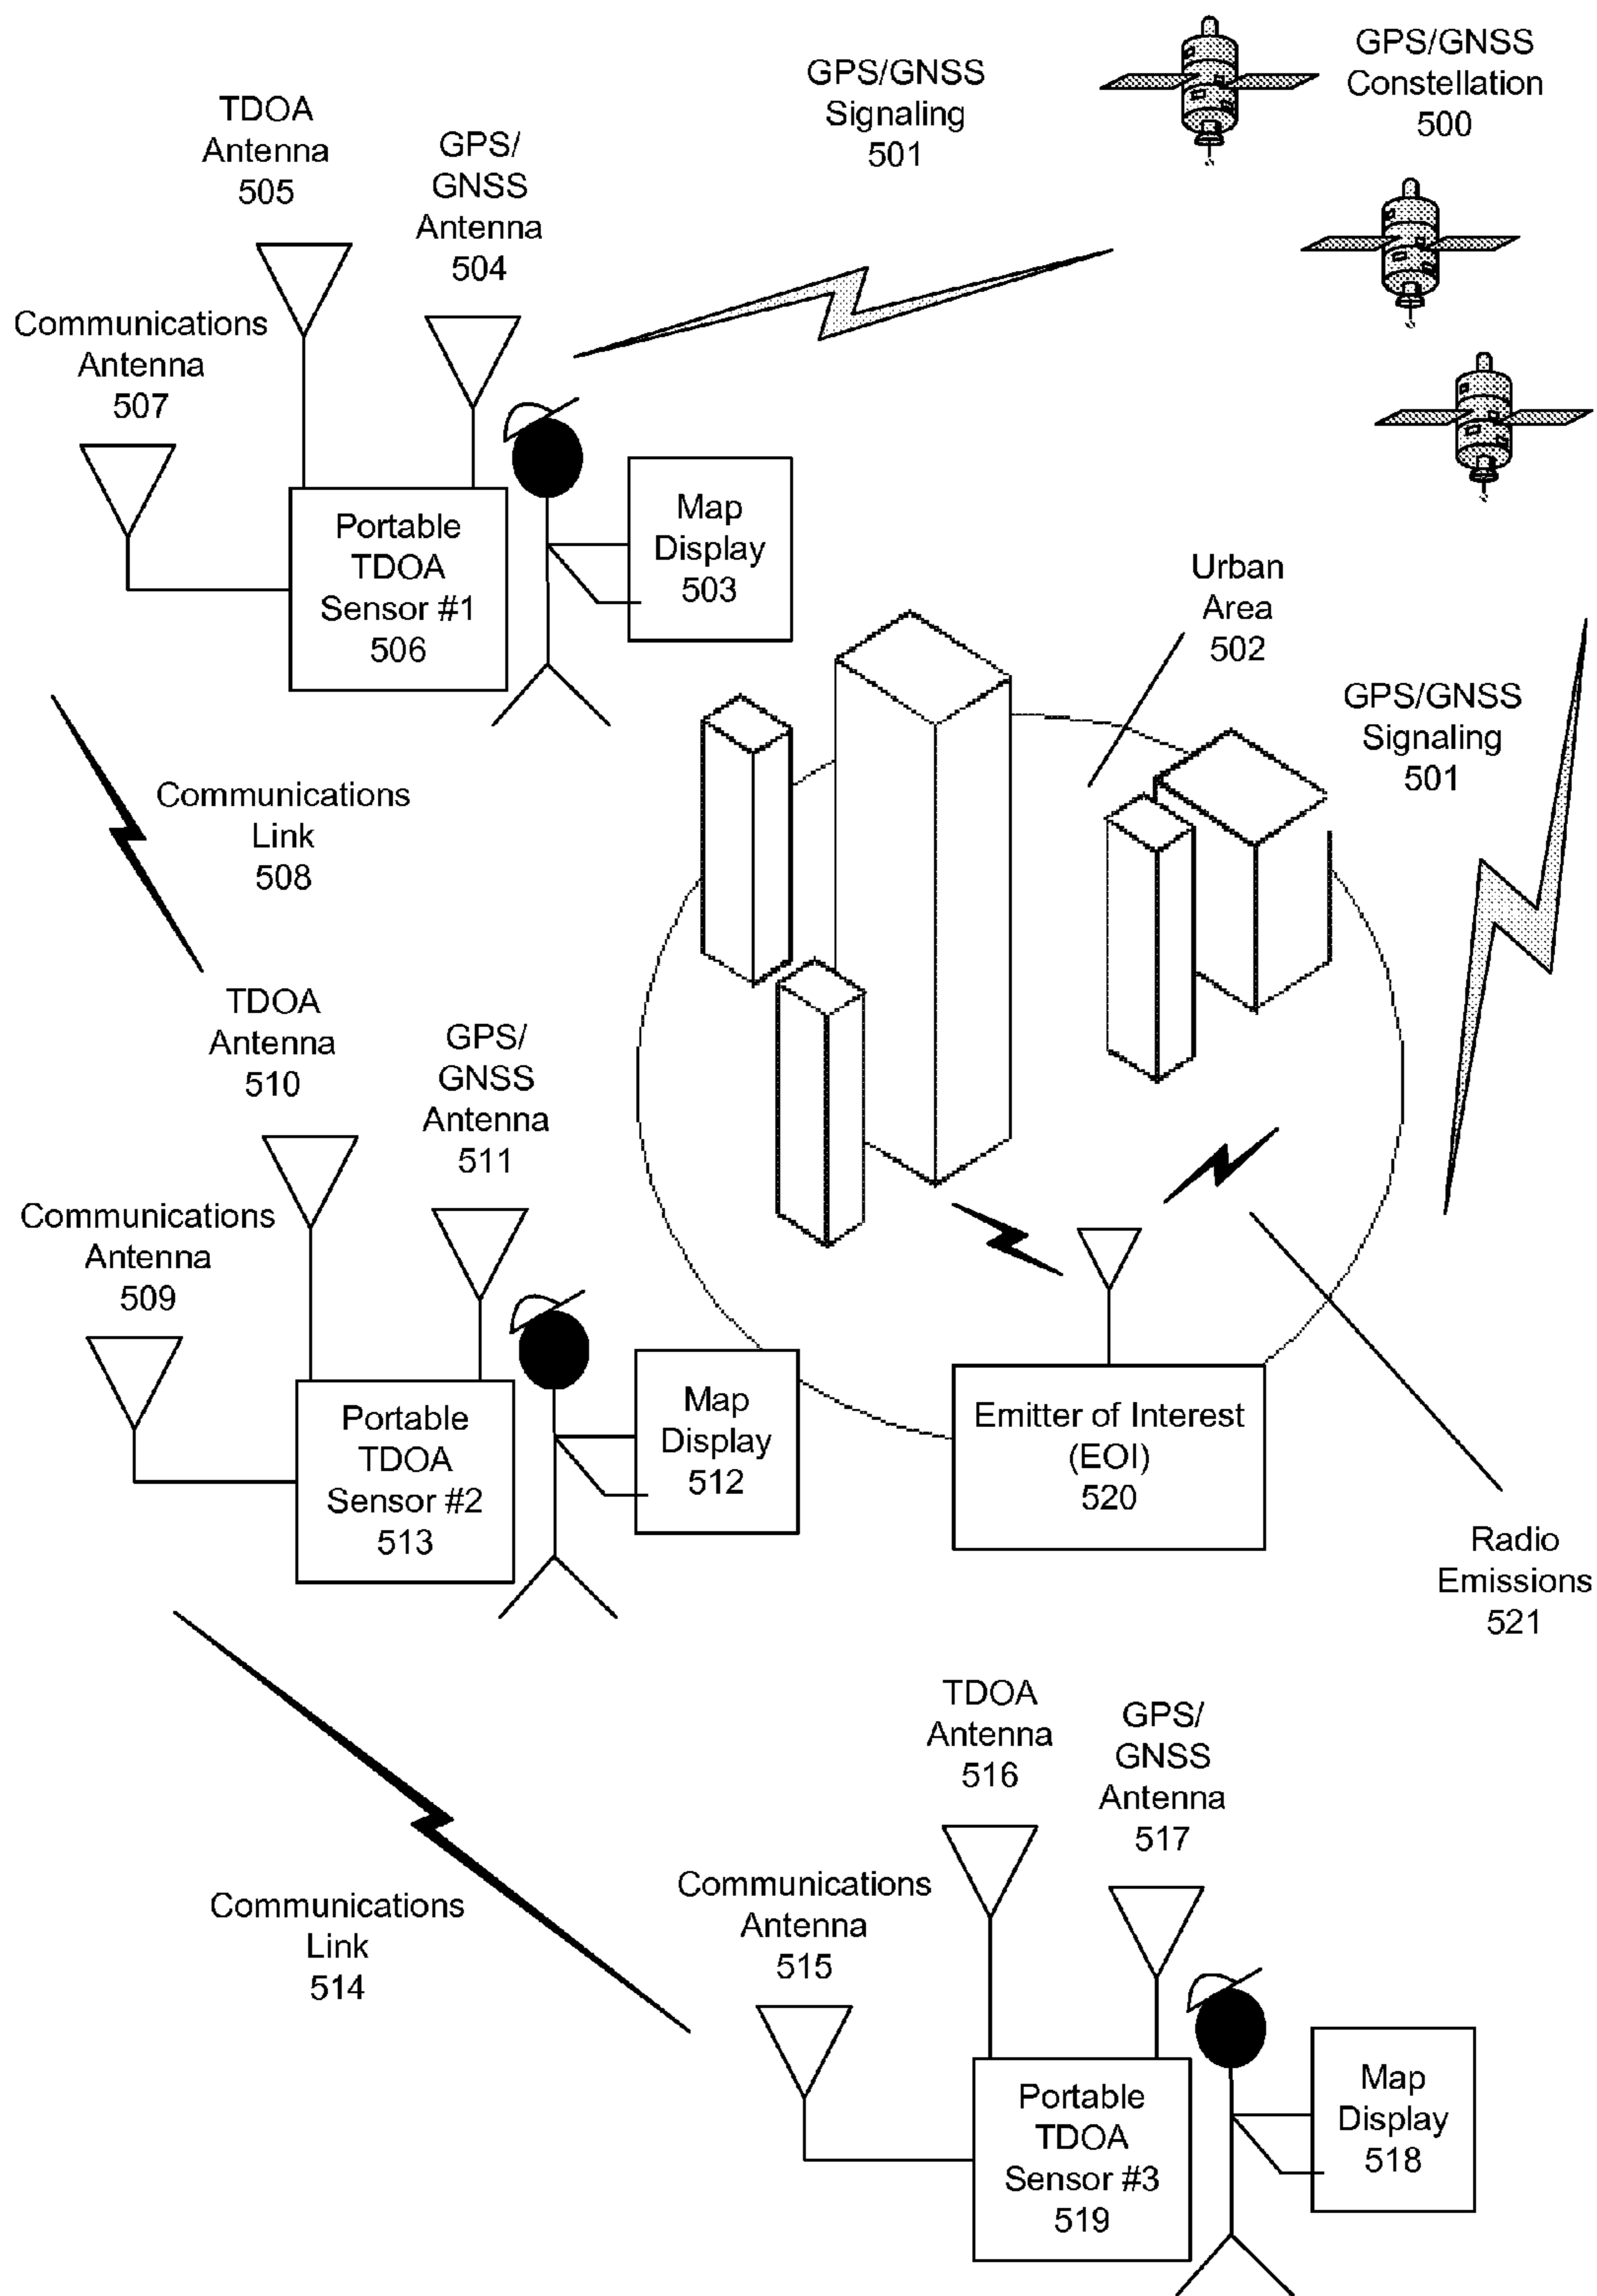 GPS/GNSS
Constellation
500
GPS/GNSS
Signaling
501
TDOA
Antenna
505
GPS/
GNSS
Antenna
504
Communications
Antenna
507
Portable
TDOA
Sensor #1
506
Map
Display
503
Urban
Area
502
GPS/GNSS
Signaling
501
Communications
Link
508
TDOA
Antenna
510
GPS/
GNSS
Antenna
511
Communications
Antenna
509
Portable
TDOA
Sensor #2
513
Map
Display
512
Emitter of Interest
(EOI)
520
Radio
Emissions
521
TDOA
Antenna
516
GPS/
GNSS
Antenna
517
Communications
Antenna
515
Communications
Link
514
Portable
TDOA
Sensor #3
519
Map
Display
518